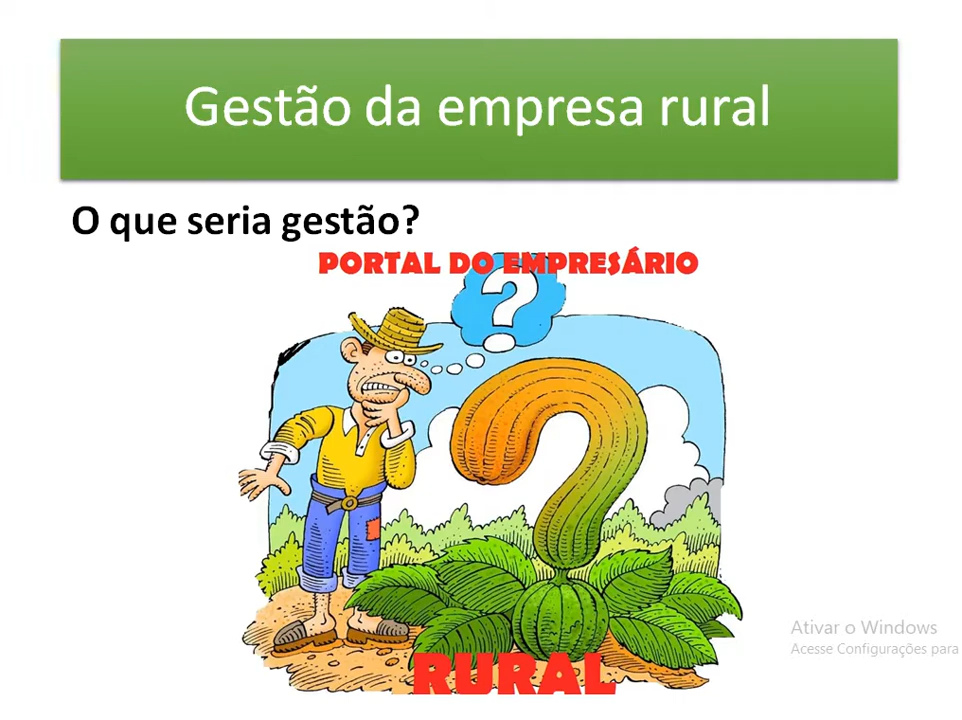 Gestão da empresa rural
O que seria gestão?
PORTAL DO EMPRESÁRIO
?
RURAL
Ativar o Windows
Acesse Configurações para